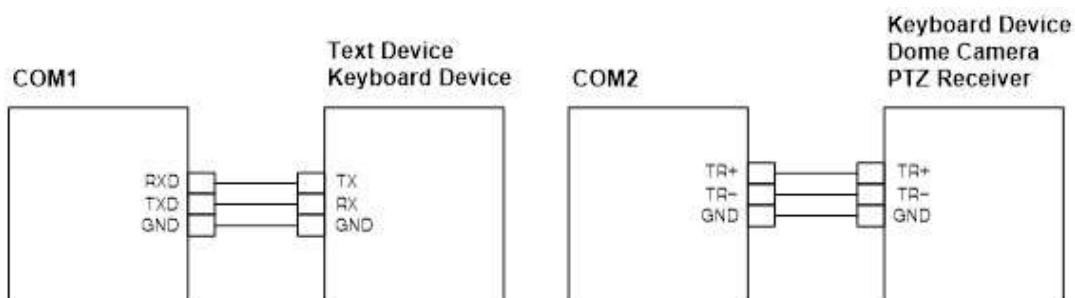 COM1
Text Device
Keyboard Device
RXD
TXD
GND
TX
RX
GND
COM2
Keyboard Device
Dome Camera
PTZ Receiver
TR+
TR-
GND
TR+
TR-
GND